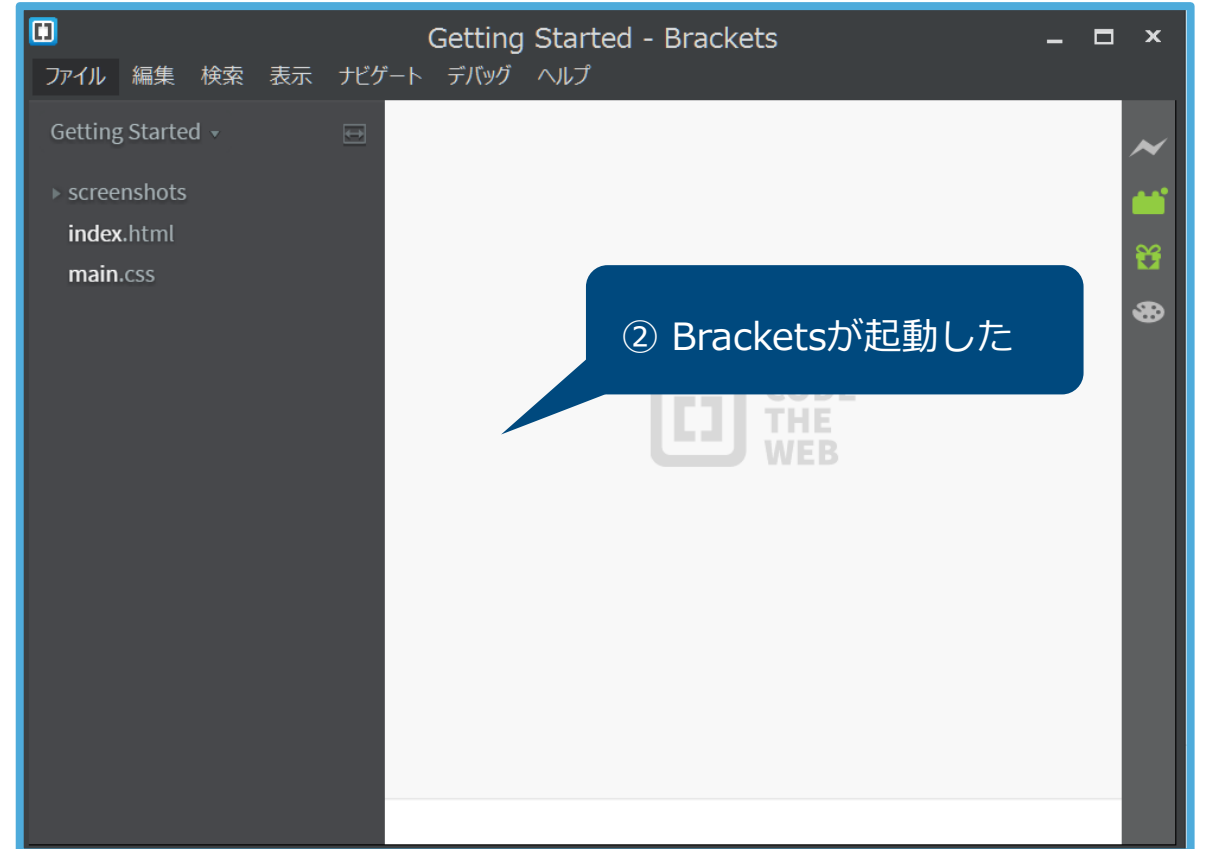 Getting Started - Brackets
ファイル 編集 検索 表示 ナビゲート デバッグ ヘルプ
Getting Started
screenshots
index.html
main.css
② Bracketsが起動した
THE
WEB